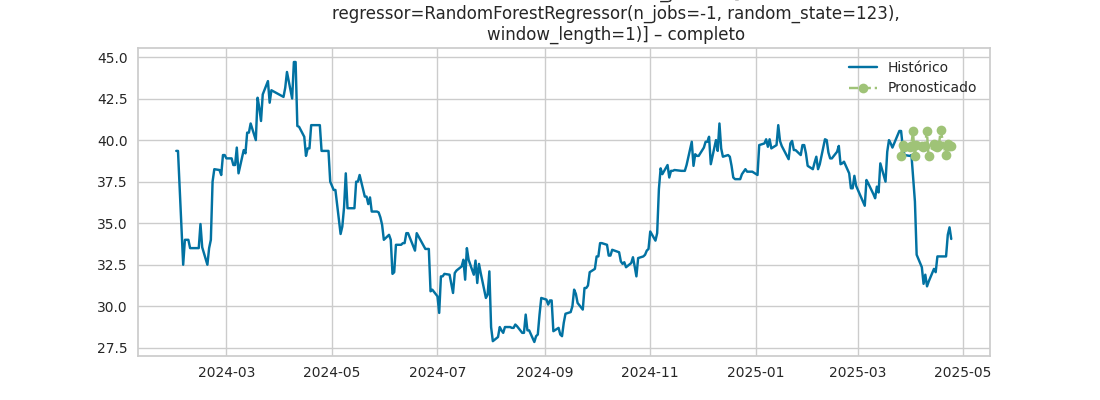 regressor=RandomForestRegressor(n_jobs=-1, random_state=123),
window_length=1)] – completo
45.0
42.5
40.0
37.5
35.0
32.5
30.0
27.5
Histórico
Pronosticado
2024-03 2024-05 2024-07 2024-09 2024-11 2025-01 2025-03 2025-05